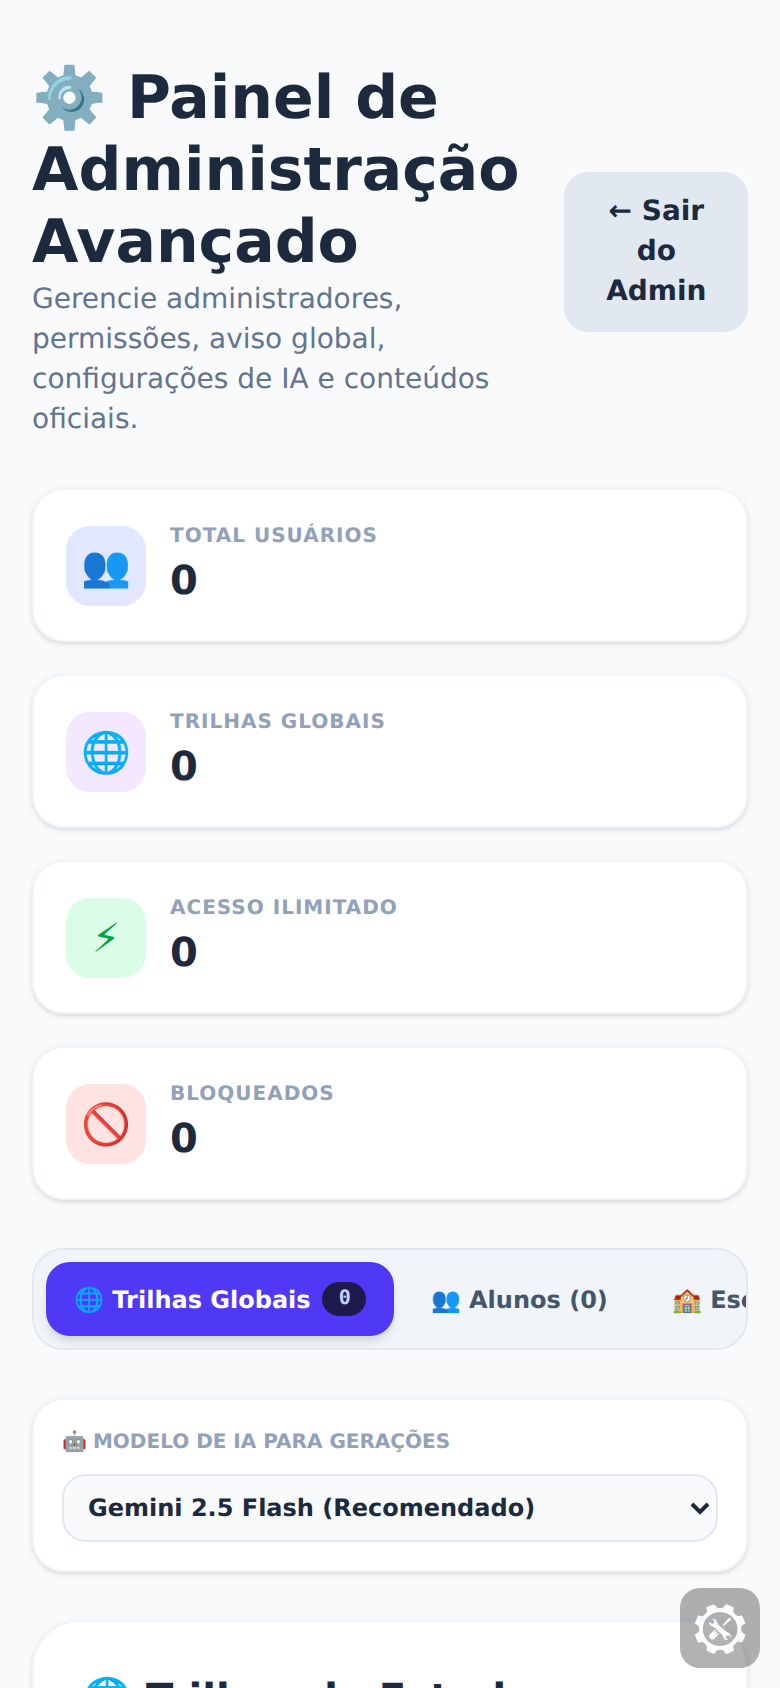 ⚙️ Painel de
Administração
Avançado
← Sair
do
Admin
Gerencie administradores,
permissões, aviso global,
configurações de IA e conteúdos
oficiais.
TOTAL USUÁRIOS
0
TRILHAS GLOBAIS
0
ACESSO ILIMITADO
0
BLOQUEADOS
0
🌐 Trilhas Globais 0
👥 Alunos (0)
🤖 MODELO DE IA PARA GERAÇÕES
Gemini 2.5 Flash (Recomendado)